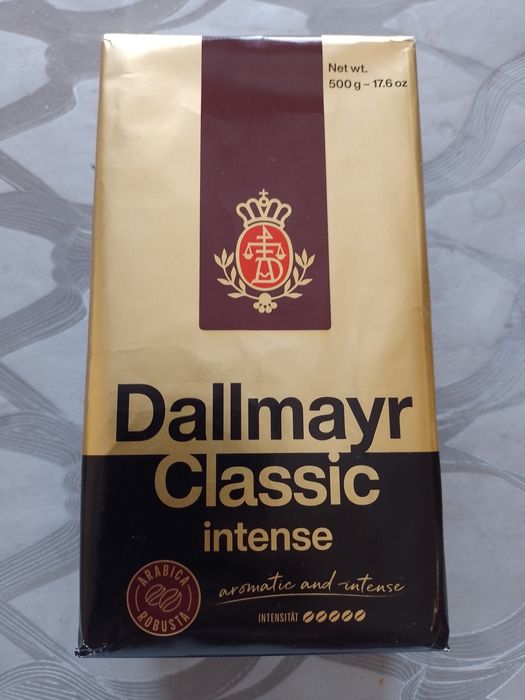 Net wt.
500 g – 17.6 oz
Dallmayr
Classic
intense
ARABICA
ROBUSTA
aromatic and intense
INTENSITÄT